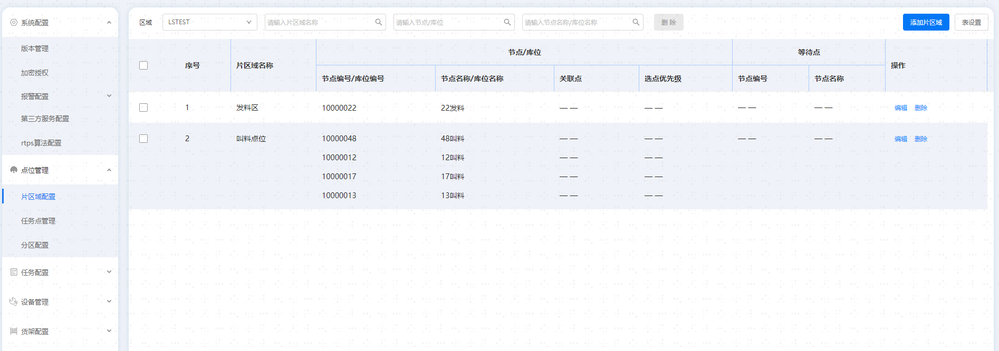 系统配置
版本管理
加密授权
报警配置
第三方服务配置
rtps算法配置
点位管理
片区域配置
任务点管理
分区配置
任务配置
设备管理
货架配置
区域 LSTEST 请输入片区域名称 请输入节点/库位 请输入节点名称/库位名称 删 除 添加片区域 表设置
序号 片区域名称 节点/库位 等待点 操作
节点编号/库位编号 节点名称/库位名称 关联点 选点优先级 节点编号 节点名称
1 发料区 10000022 22发料 — — — — — — — — 编辑 删除
2 叫料点位 10000048 48叫料 — — — — — — — — 编辑 删除
10000012 12叫料 — — — —
10000017 17叫料 — — — —
10000013 13叫料 — — — —